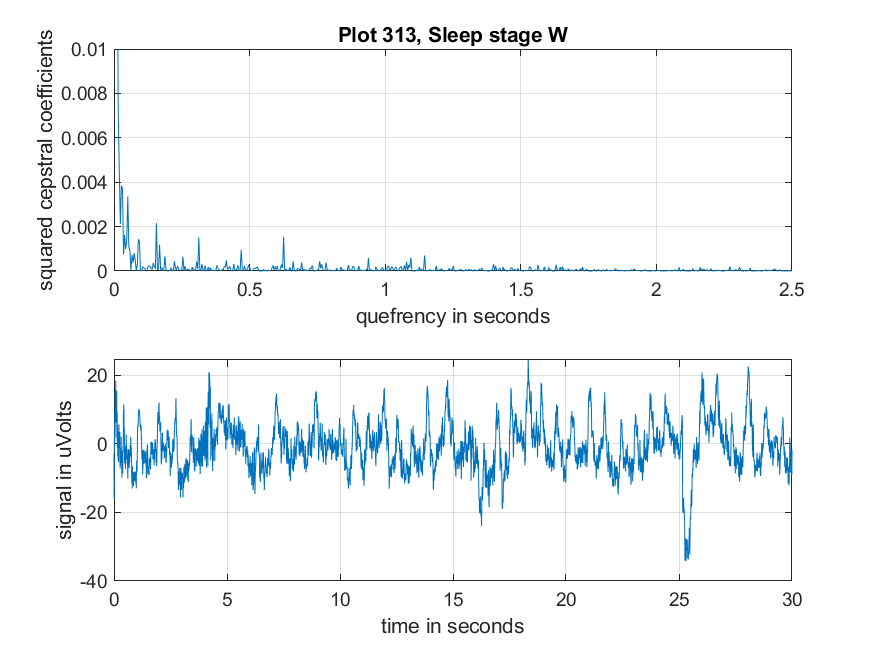 Plot 313, Sleep stage W
squared cepstral coefficients
0.01
0.008
0.006
0.004
0.002
0
0 0.5 1 1.5 2 2.5
quefrency in seconds
signal in uVolts
20
0
-20
-40
0 5 10 15 20 25 30
time in seconds